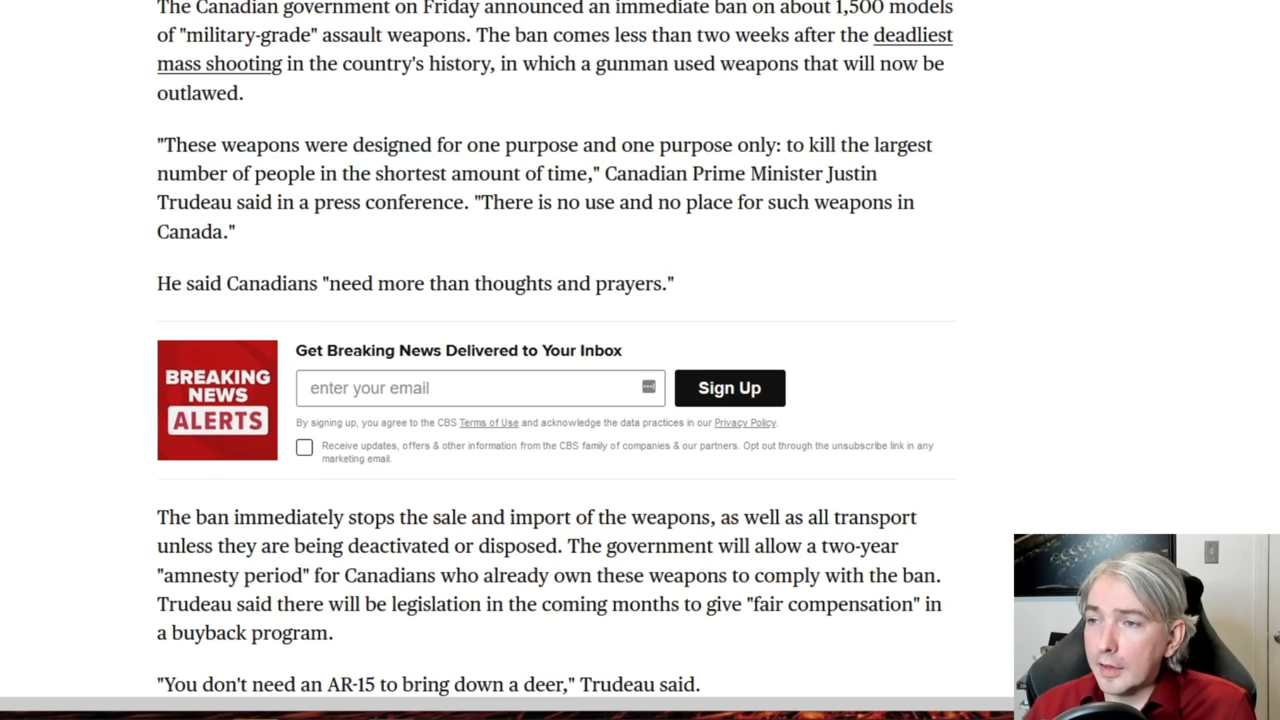 The Canadian government on Friday announced an immediate ban on about 1,500 models
of "military-grade" assault weapons. The ban comes less than two weeks after the deadliest
mass shooting in the country's history, in which a gunman used weapons that will now be
outlawed.
"These weapons were designed for one purpose and one purpose only: to kill the largest
number of people in the shortest amount of time," Canadian Prime Minister Justin
Trudeau said in a press conference. "There is no use and no place for such weapons in
Canada."
He said Canadians "need more than thoughts and prayers."
BREAKING
NEWS
ALERTS
Get Breaking News Delivered to Your Inbox
enter your email
Sign Up
By signing up, you agree to the CBS Terms of Use and acknowledge the data practices in our Privacy Policy.
Receive updates, offers & other information from the CBS family of companies & our partners. Opt out through the unsubscribe link in any
marketing email.
The ban immediately stops the sale and import of the weapons, as well as all transport
unless they are being deactivated or disposed. The government will allow a two-year
"amnesty period" for Canadians who already own these weapons to comply with the ban.
Trudeau said there will be legislation in the coming months to give "fair compensation" in
a buyback program.
"You don't need an AR-15 to bring down a deer," Trudeau said.